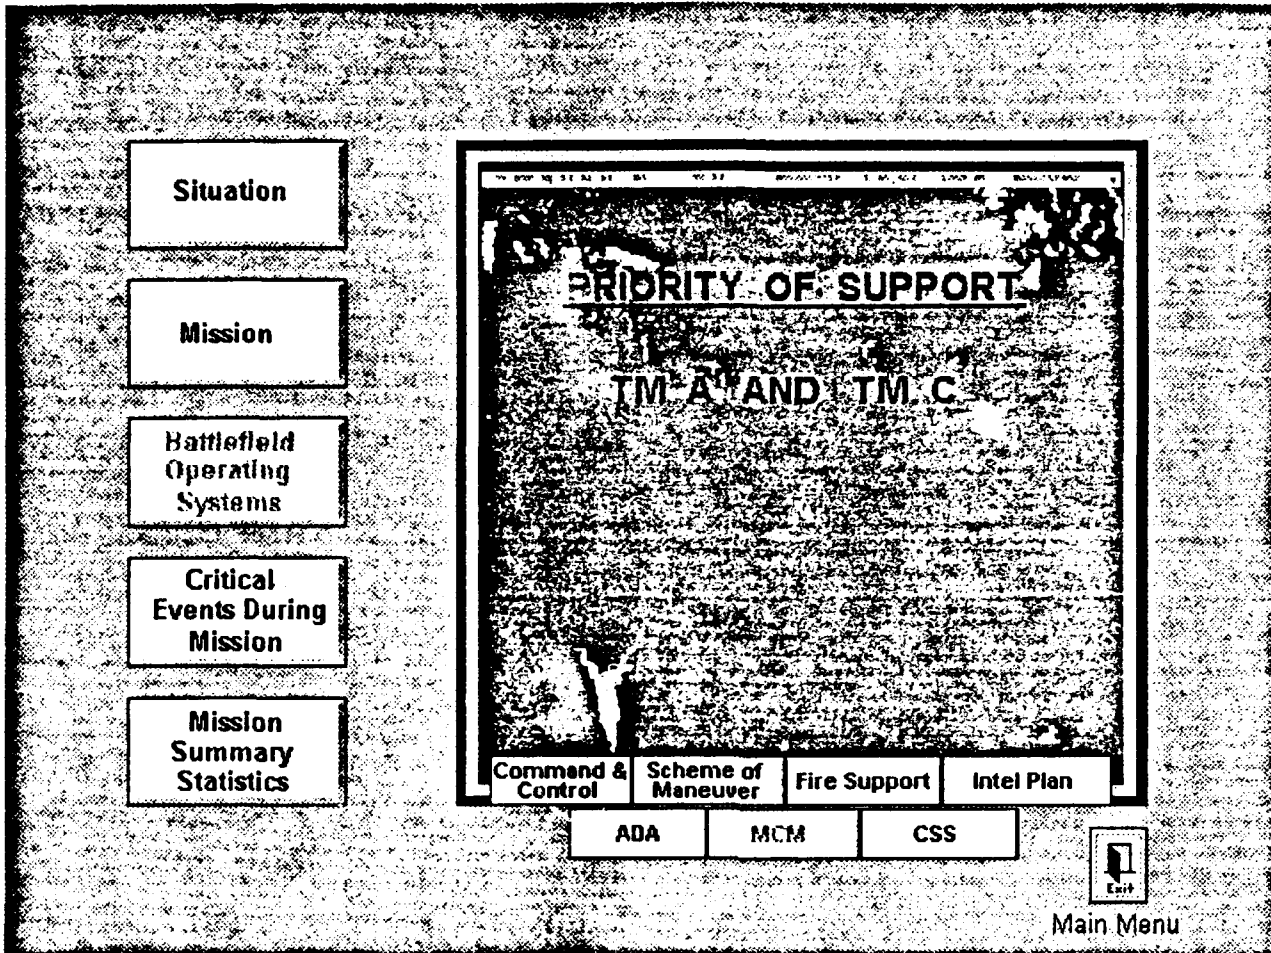 Situation
Mission
Battlefield
Operating
Systems
Critical
Events During
Mission
Mission
Summary
Statistics
PRIORITY OF SUPPORT
TM A AND TM C
Command &
Control
Scheme of
Maneuver
Fire Support
Intel Plan
ADA
MCM
CSS
Exit
Main Menu